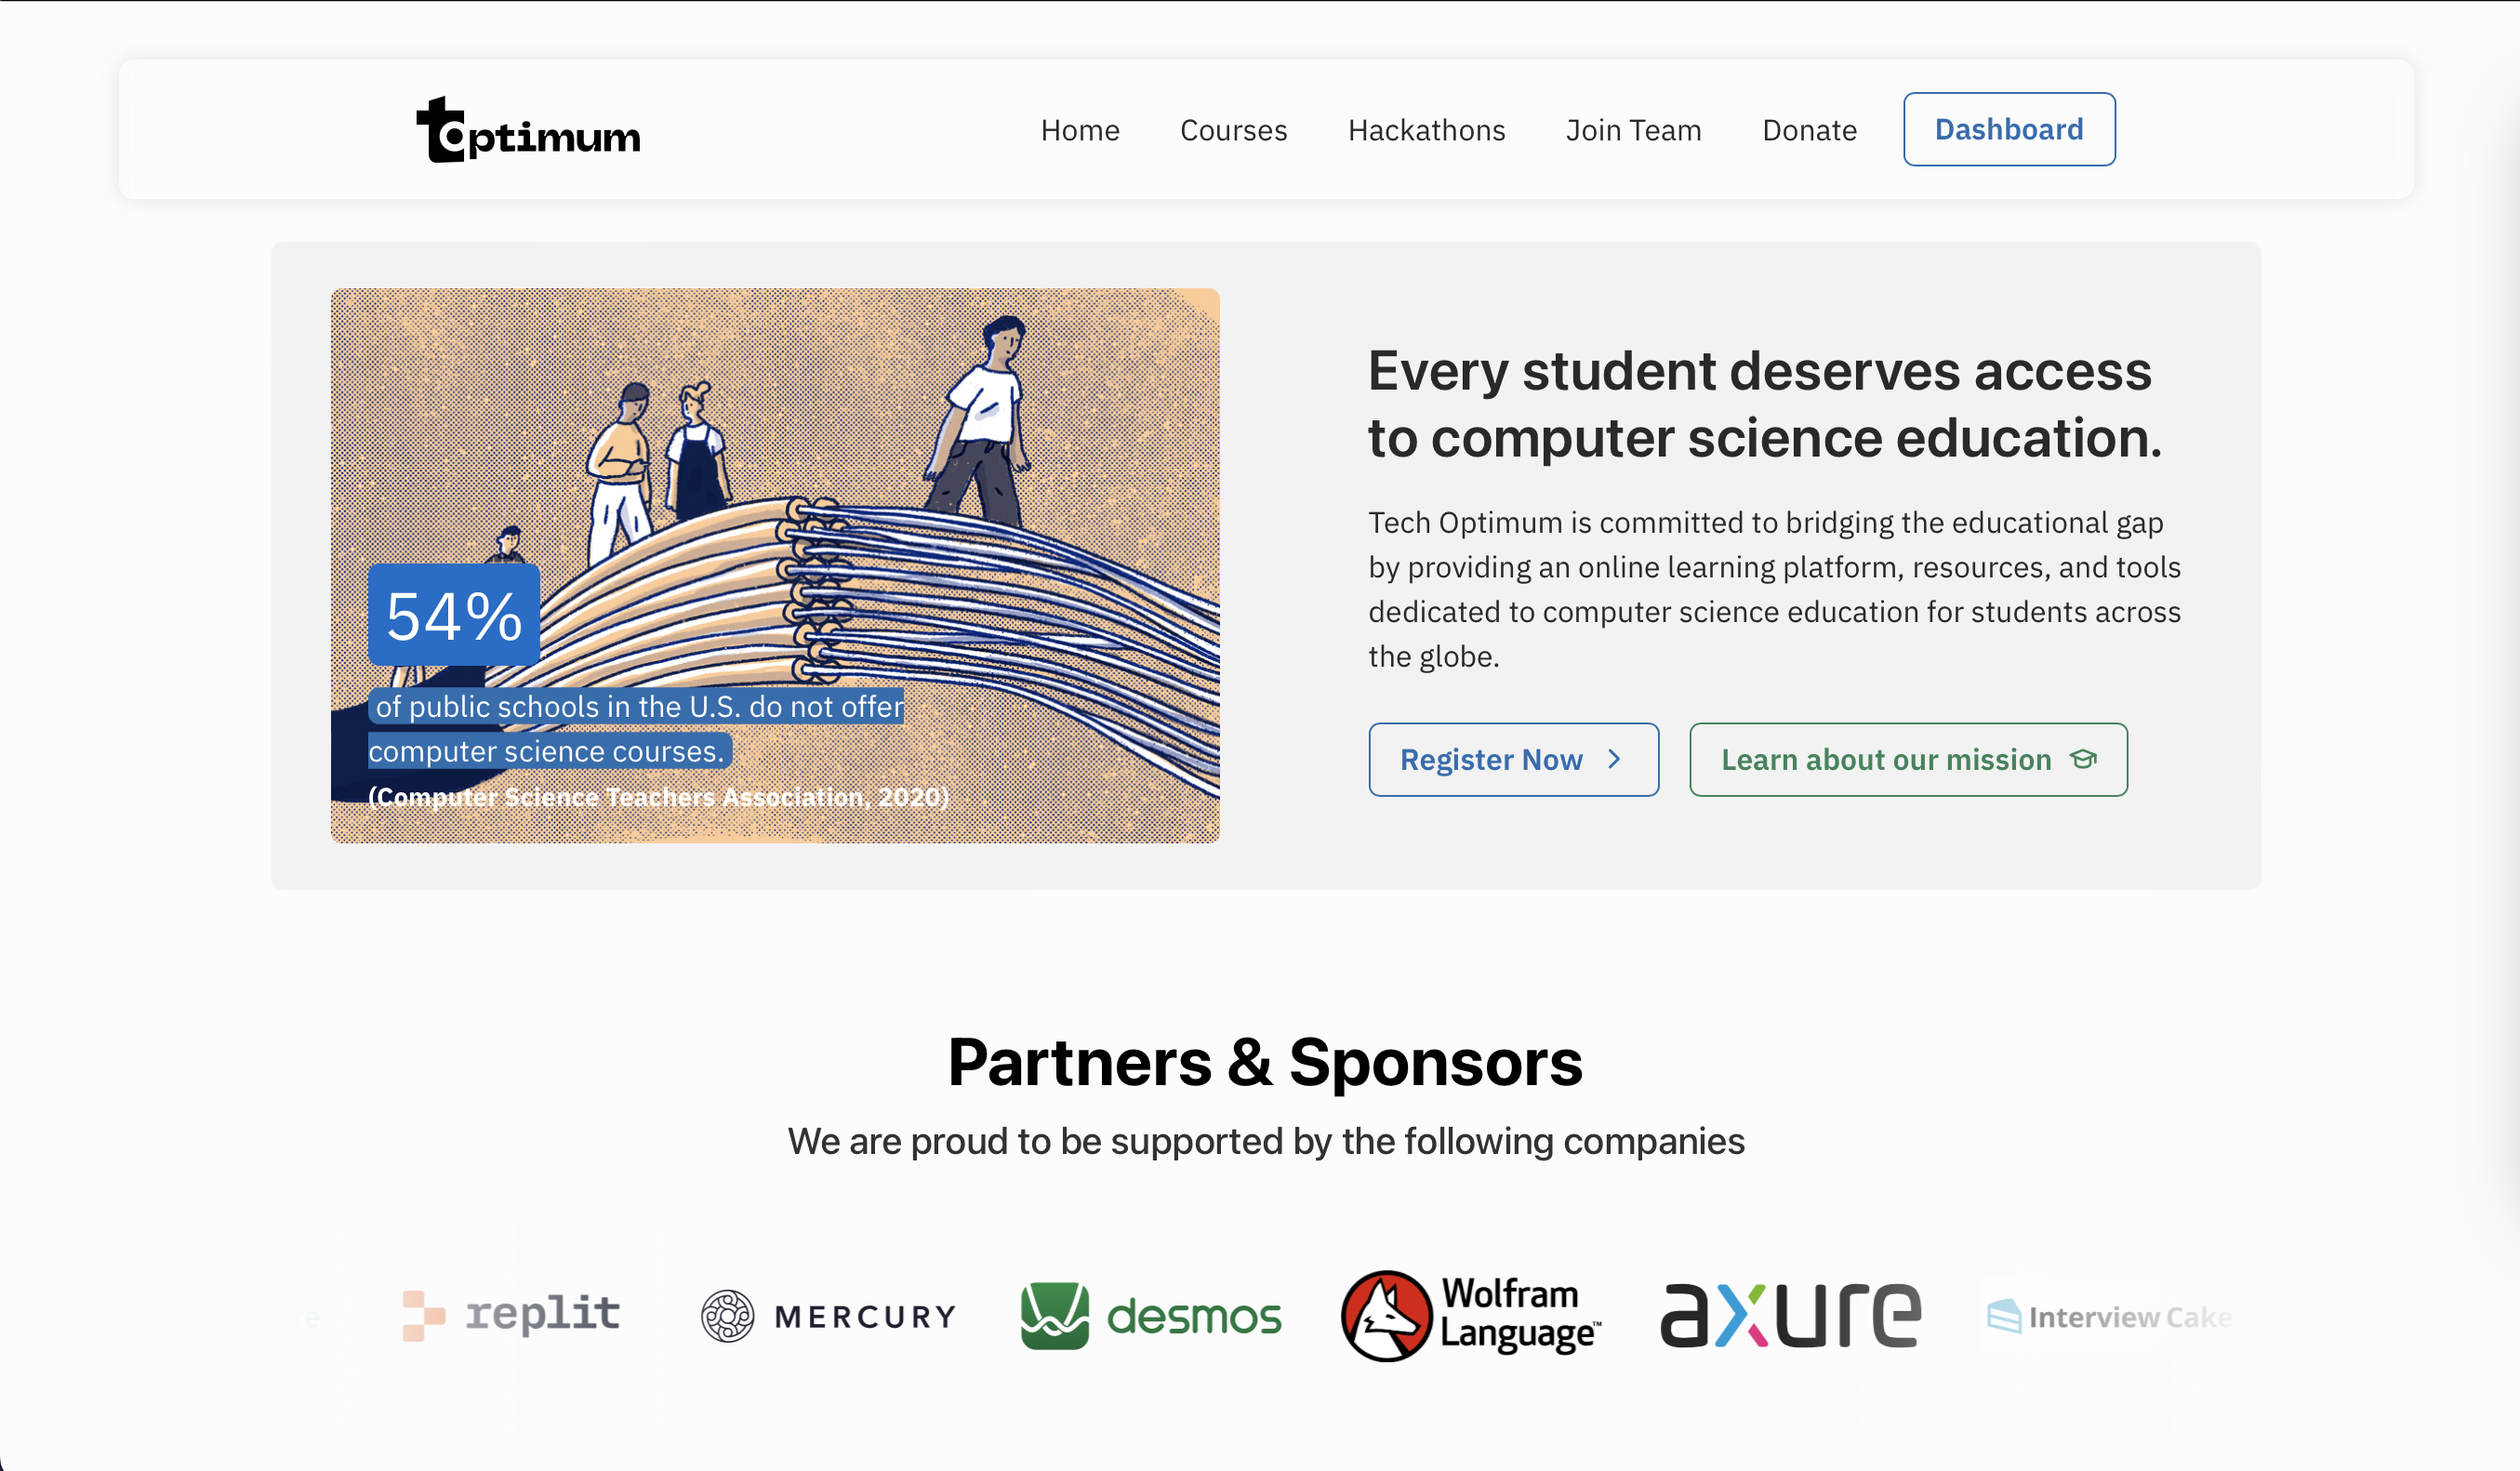 toptimum
Home Courses Hackathons Join Team Donate Dashboard
54%
of public schools in the U.S. do not offer
computer science courses.
(Computer Science Teachers Association, 2020)
Every student deserves access
to computer science education.
Tech Optimum is committed to bridging the educational gap
by providing an online learning platform, resources, and tools
dedicated to computer science education for students across
the globe.
Register Now
Learn about our mission
Partners & Sponsors
We are proud to be supported by the following companies
re
replit
MERCURY
desmos
Wolfram
Language™
axure
Interview Cake